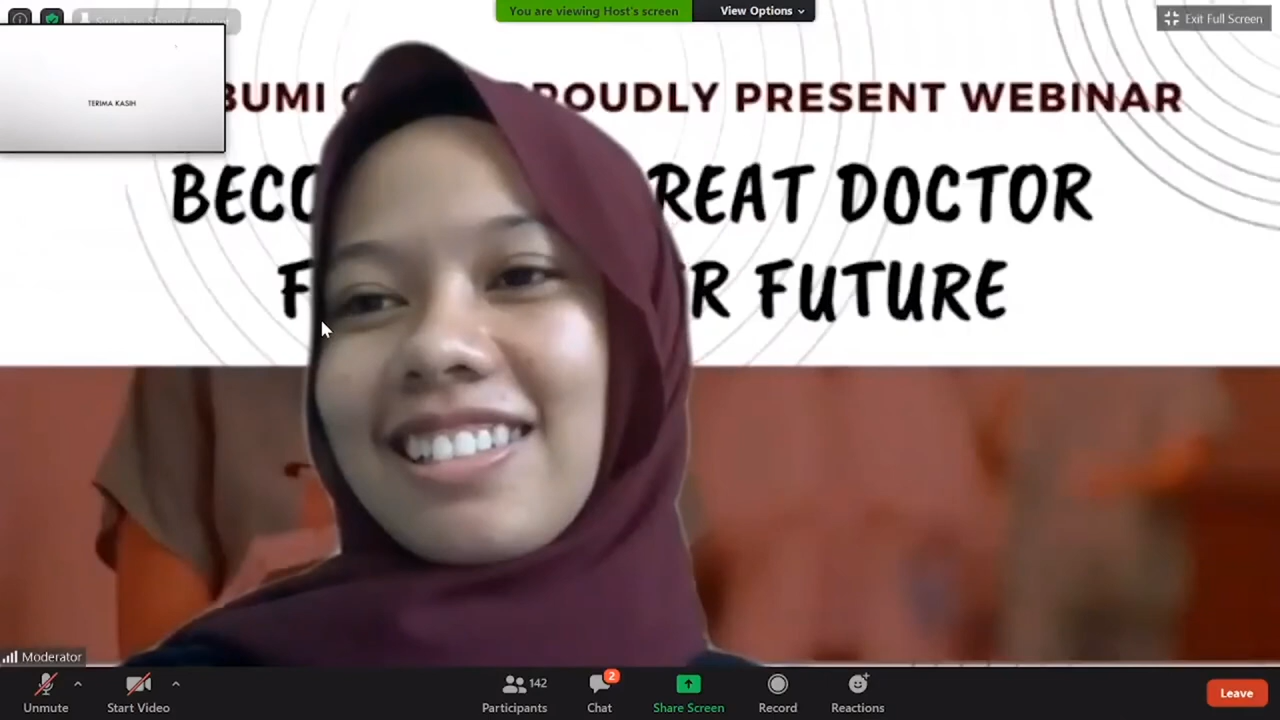 You are viewing Host's screen
View Options
Exit Full Screen
TERIMA KASIH
BUMI
ROUDLY PRESENT WEBINAR
BECO
REAT DOCTOR
F
R FUTURE
Moderator
Unmute
Start Video
142
Participants
2
Chat
Share Screen
Record
Reactions
Leave